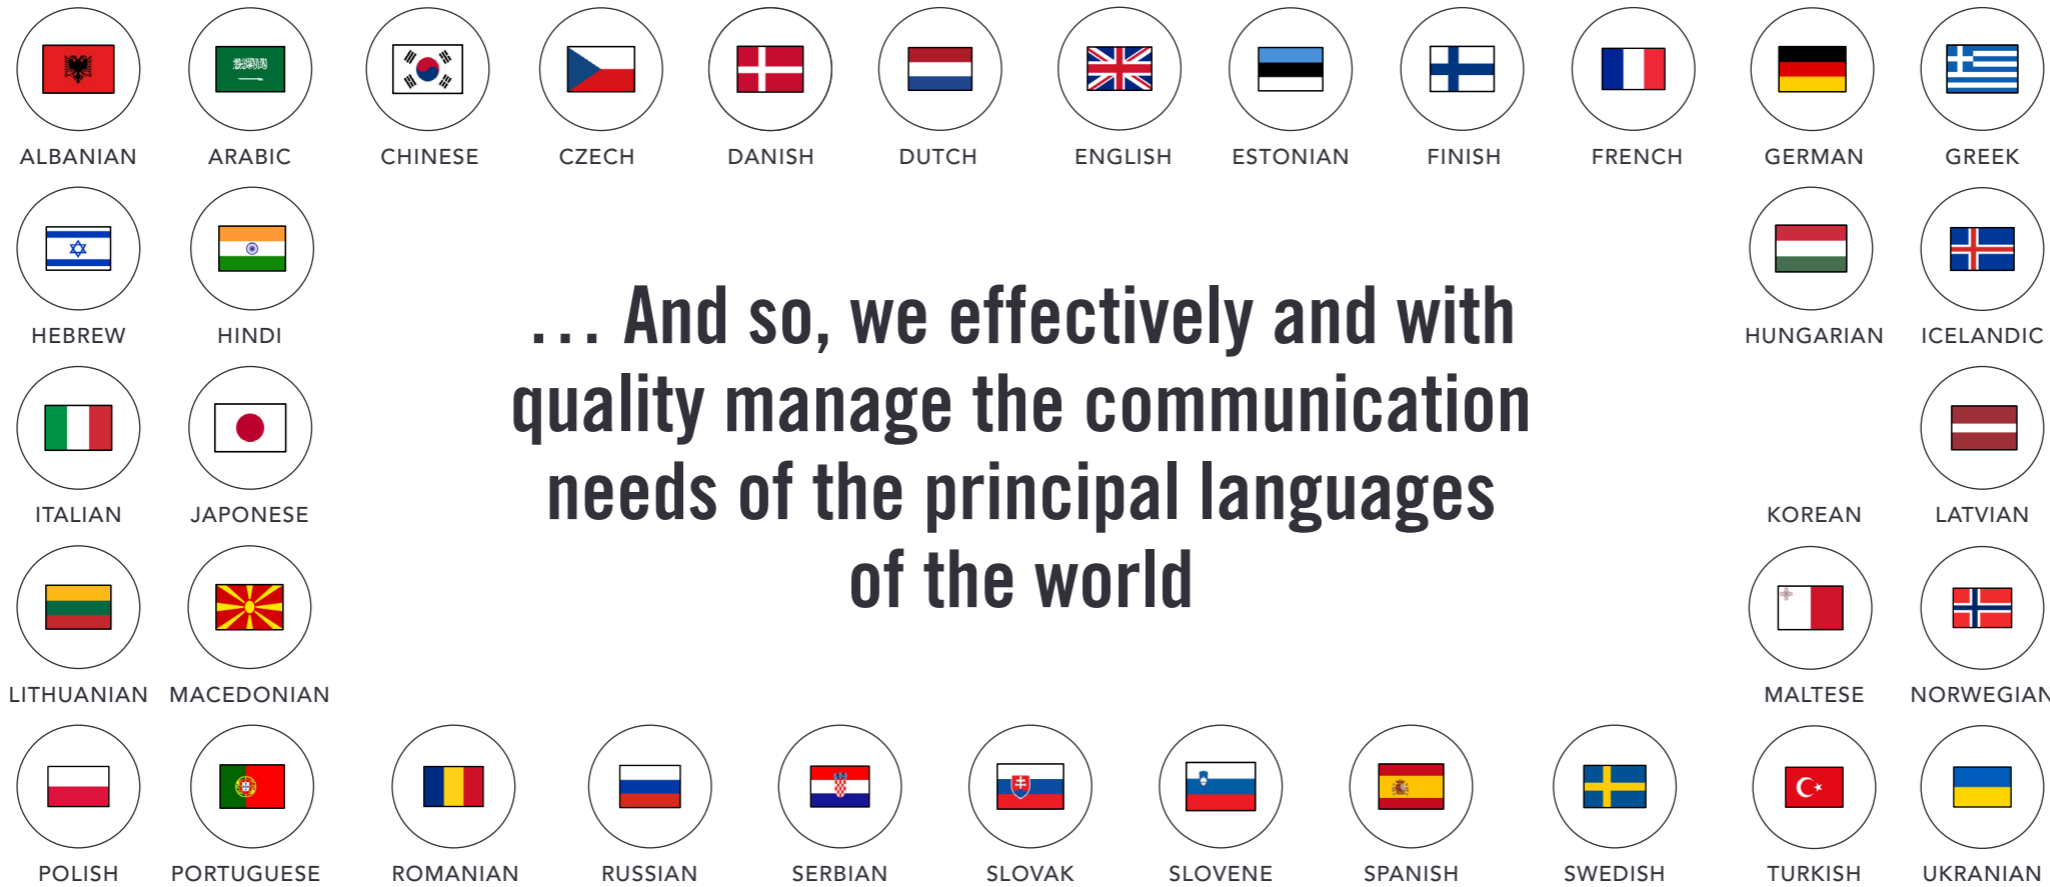 ALBANIAN ARABIC CHINESE CZECH DANISH DUTCH ENGLISH ESTONIAN FINISH FRENCH GERMAN GREEK
HEBREW HINDI HUNGARIAN ICELANDIC
... And so, we effectively and with
quality manage the communication
needs of the principal languages
of the world
ITALIAN JAPONESE KOREAN LATVIAN
LITHUANIAN MACEDONIAN MALTESE NORWEGIAN
POLISH PORTUGUESE ROMANIAN RUSSIAN SERBIAN SLOVAK SLOVENE SPANISH SWEDISH TURKISH UKRANIAN